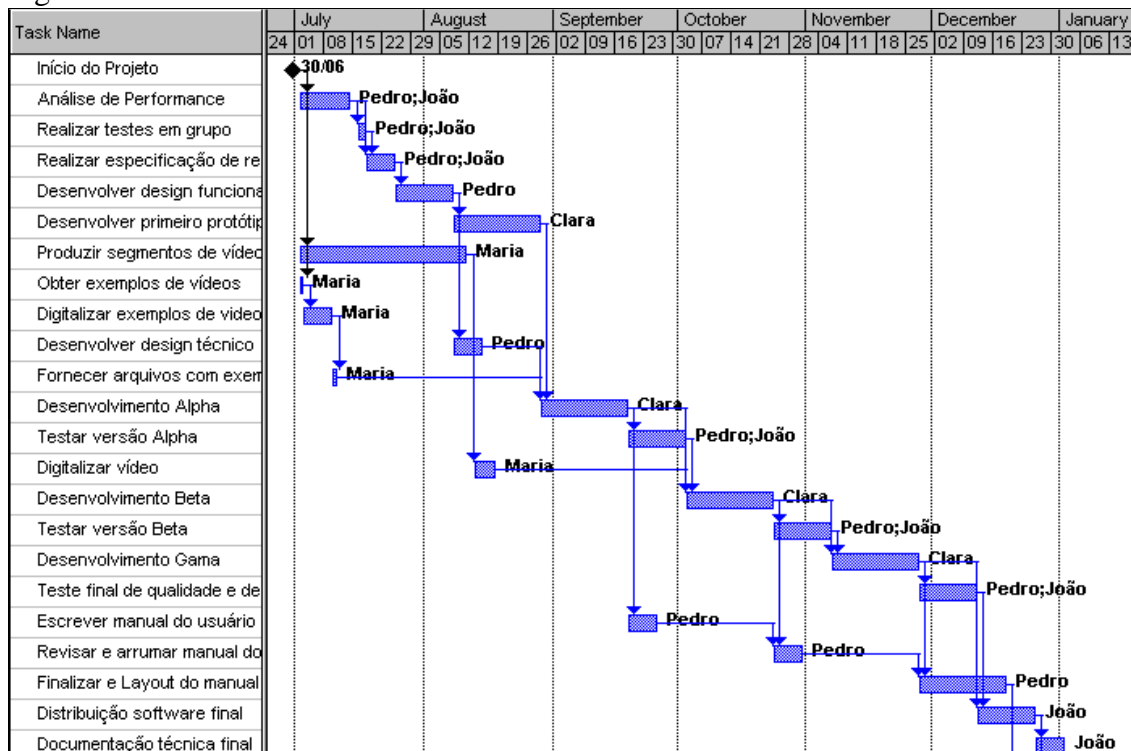 Task Name
July August September October November December January
24 01 08 15 22 29 05 12 19 26 02 09 16 23 30 07 14 21 28 04 11 18 25 02 09 16 23 30 06 13
Início do Projeto 30/06
Análise de Performance Pedro;João
Realizar testes em grupo Pedro;João
Realizar especificação de re Pedro;João
Desenvolver design funciona Pedro
Desenvolver primeiro protótip Clara
Produzir segmentos de vídeo Maria
Obter exemplos de vídeos Maria
Digitalizar exemplos de video Maria
Desenvolver design técnico Pedro
Fornecer arquivos com exem Maria
Desenvolvimento Alpha Clara
Testar versão Alpha Pedro;João
Digitalizar vídeo Maria
Desenvolvimento Beta Clara
Testar versão Beta Pedro;João
Desenvolvimento Gama Clara
Teste final de qualidade e de Pedro;João
Escrever manual do usuário Pedro
Revisar e arrumar manual do Pedro
Finalizar e Layout do manual Pedro
Distribuição software final João
Documentação técnica final João